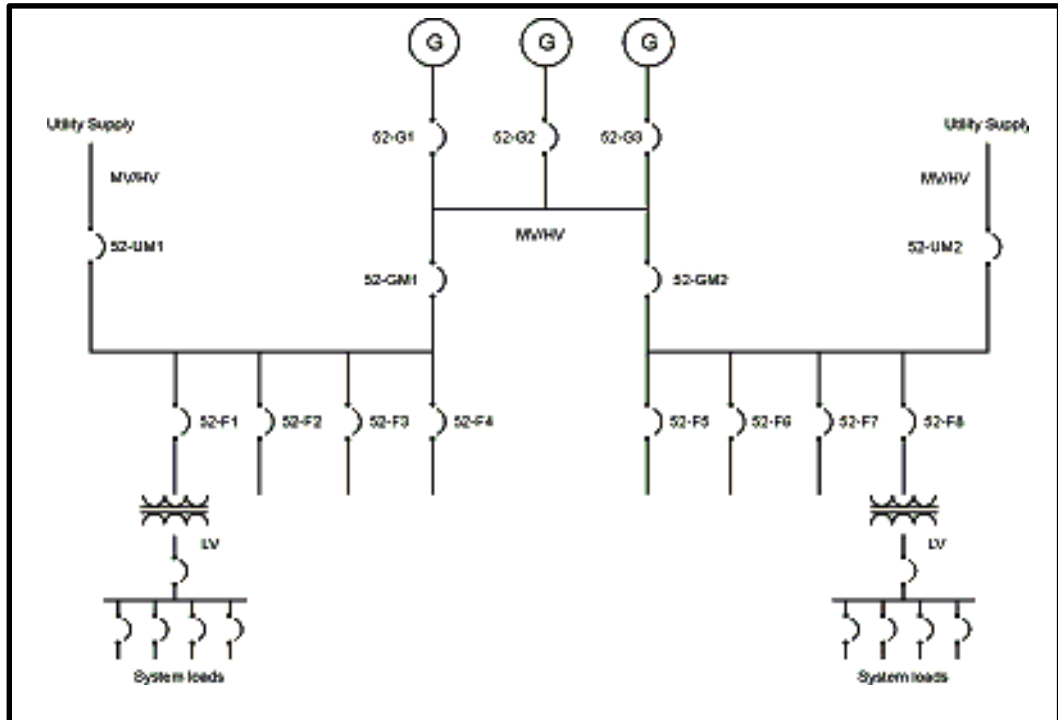 G G G
52-G1 52-G2 52-G3
Utility Supply Utility Supply
MV/HV MV/HV
MV/HV
52-UM1 52-UM2
52-GM1 52-GM2
52-F1 52-F2 52-F3 52-F4 52-F5 52-F6 52-F7 52-F8
LV LV
System loads System loads